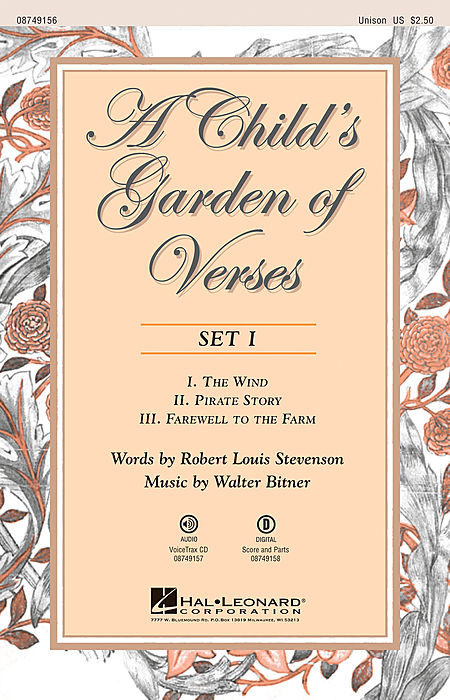 08749156 Unison US $2.50
A Child's
Garden of
Verses
SET I
I. THE WIND
II. PIRATE STORY
III. FAREWELL TO THE FARM
Words by Robert Louis Stevenson
Music by Walter Bitner
D
AUDIO DIGITAL
VoiceTrax CD Score and Parts
08749157 08749158
HAL•LEONARD®
CORPORATION
7777 W. BLUEMOUND RD. P.O.BOX 13819 MILWAUKEE, WI 53213